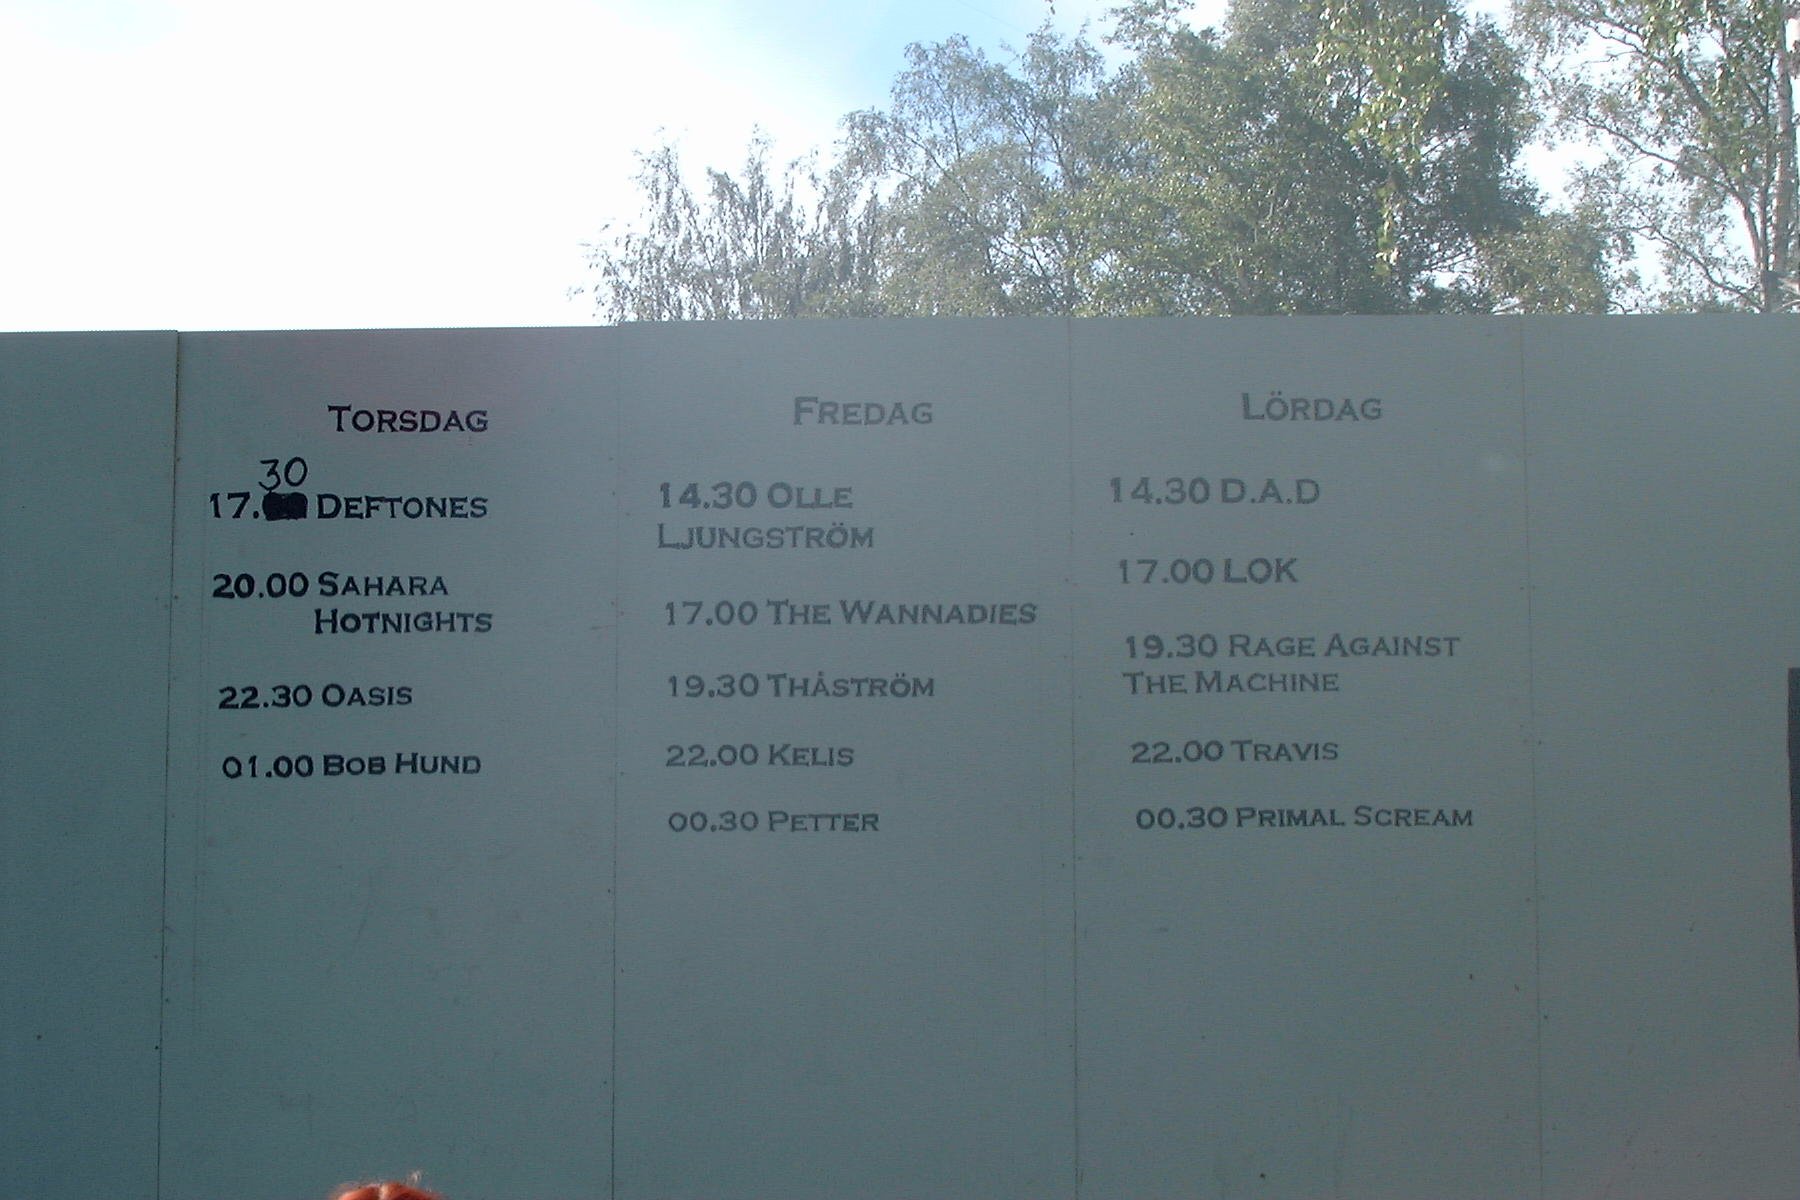 TORSDAG
30
17. DEFTONES
20.00 SAHARA
HOTNIGHTS
22.30 OASIS
01.00 BOB HUND
FREDAG
14.30 OLLE
LJUNGSTRÖM
17.00 THE WANNADIES
19.30 THÅSTRÖM
22.00 KELIS
00.30 PETTER
LÖRDAG
14.30 D.A.D
17.00 LOK
19.30 RAGE AGAINST
THE MACHINE
22.00 TRAVIS
00.30 PRIMAL SCREAM